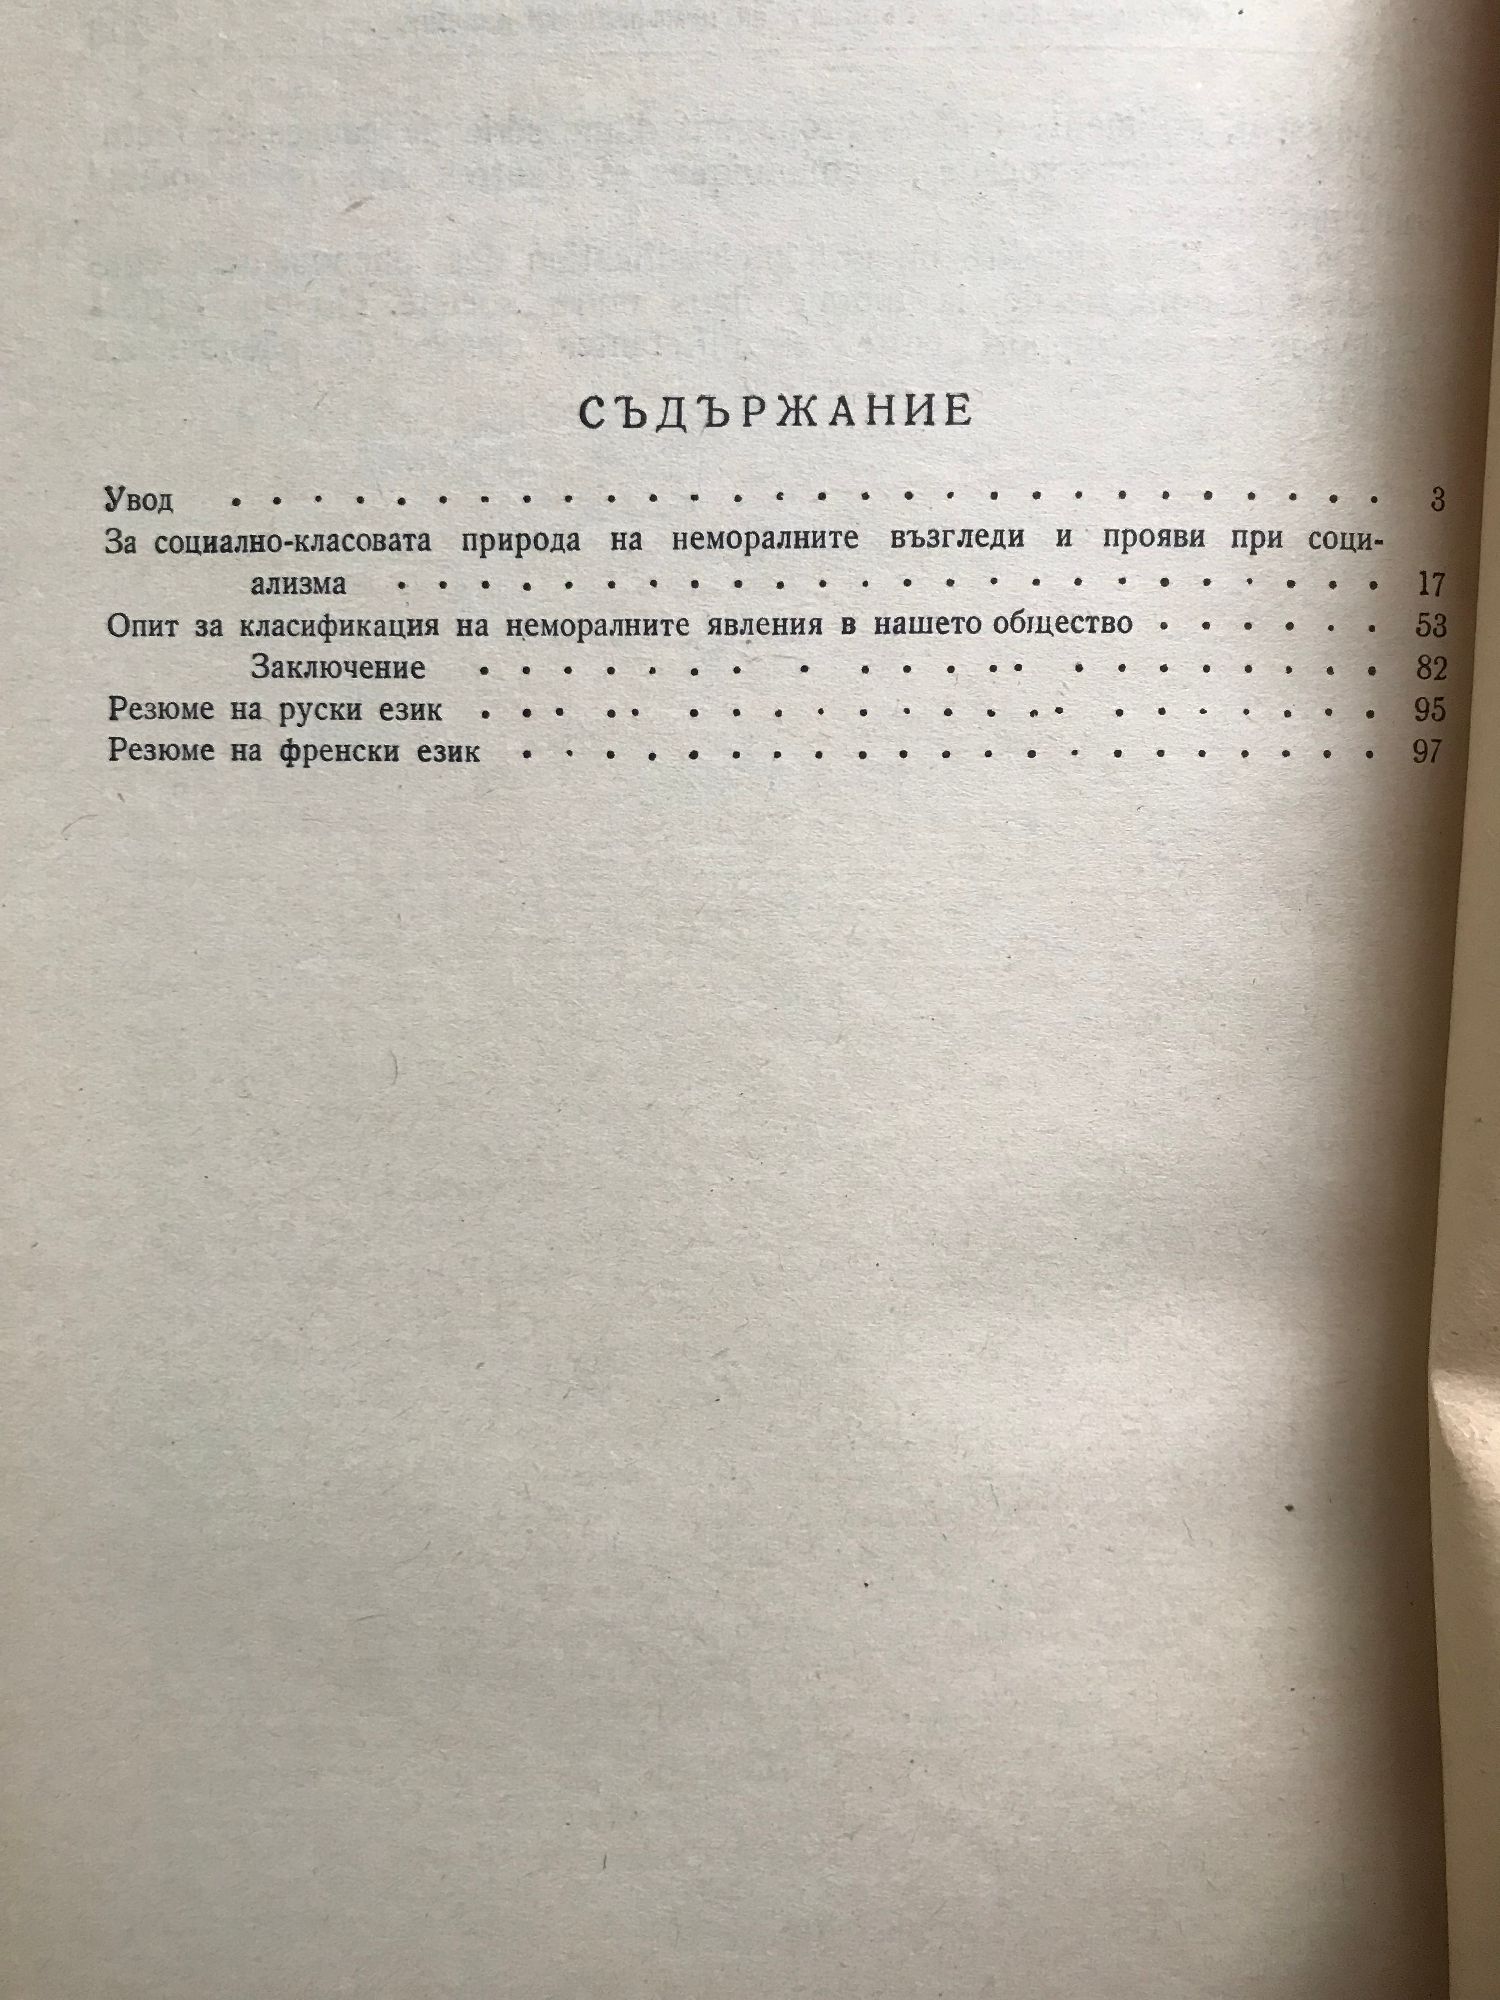 СЪДЪРЖАНИЕ
Увод . . . . . . . . . . . . . . . . . . . . . . . . . . . . 3
За социално-класовата природа на неморалните възгледи и прояви при соци-
ализма . . . . . . . . . . . . . . . . . . . . . . . . 17
Опит за класификация на неморалните явления в нашето общество . . . . . . 53
Заключение . . . . . . . . . . . . . . . . . . . . . . 82
Резюме на руски език . . . . . . . . . . . . . . . . . . . . . . 95
Резюме на френски език . . . . . . . . . . . . . . . . . . . . . 97